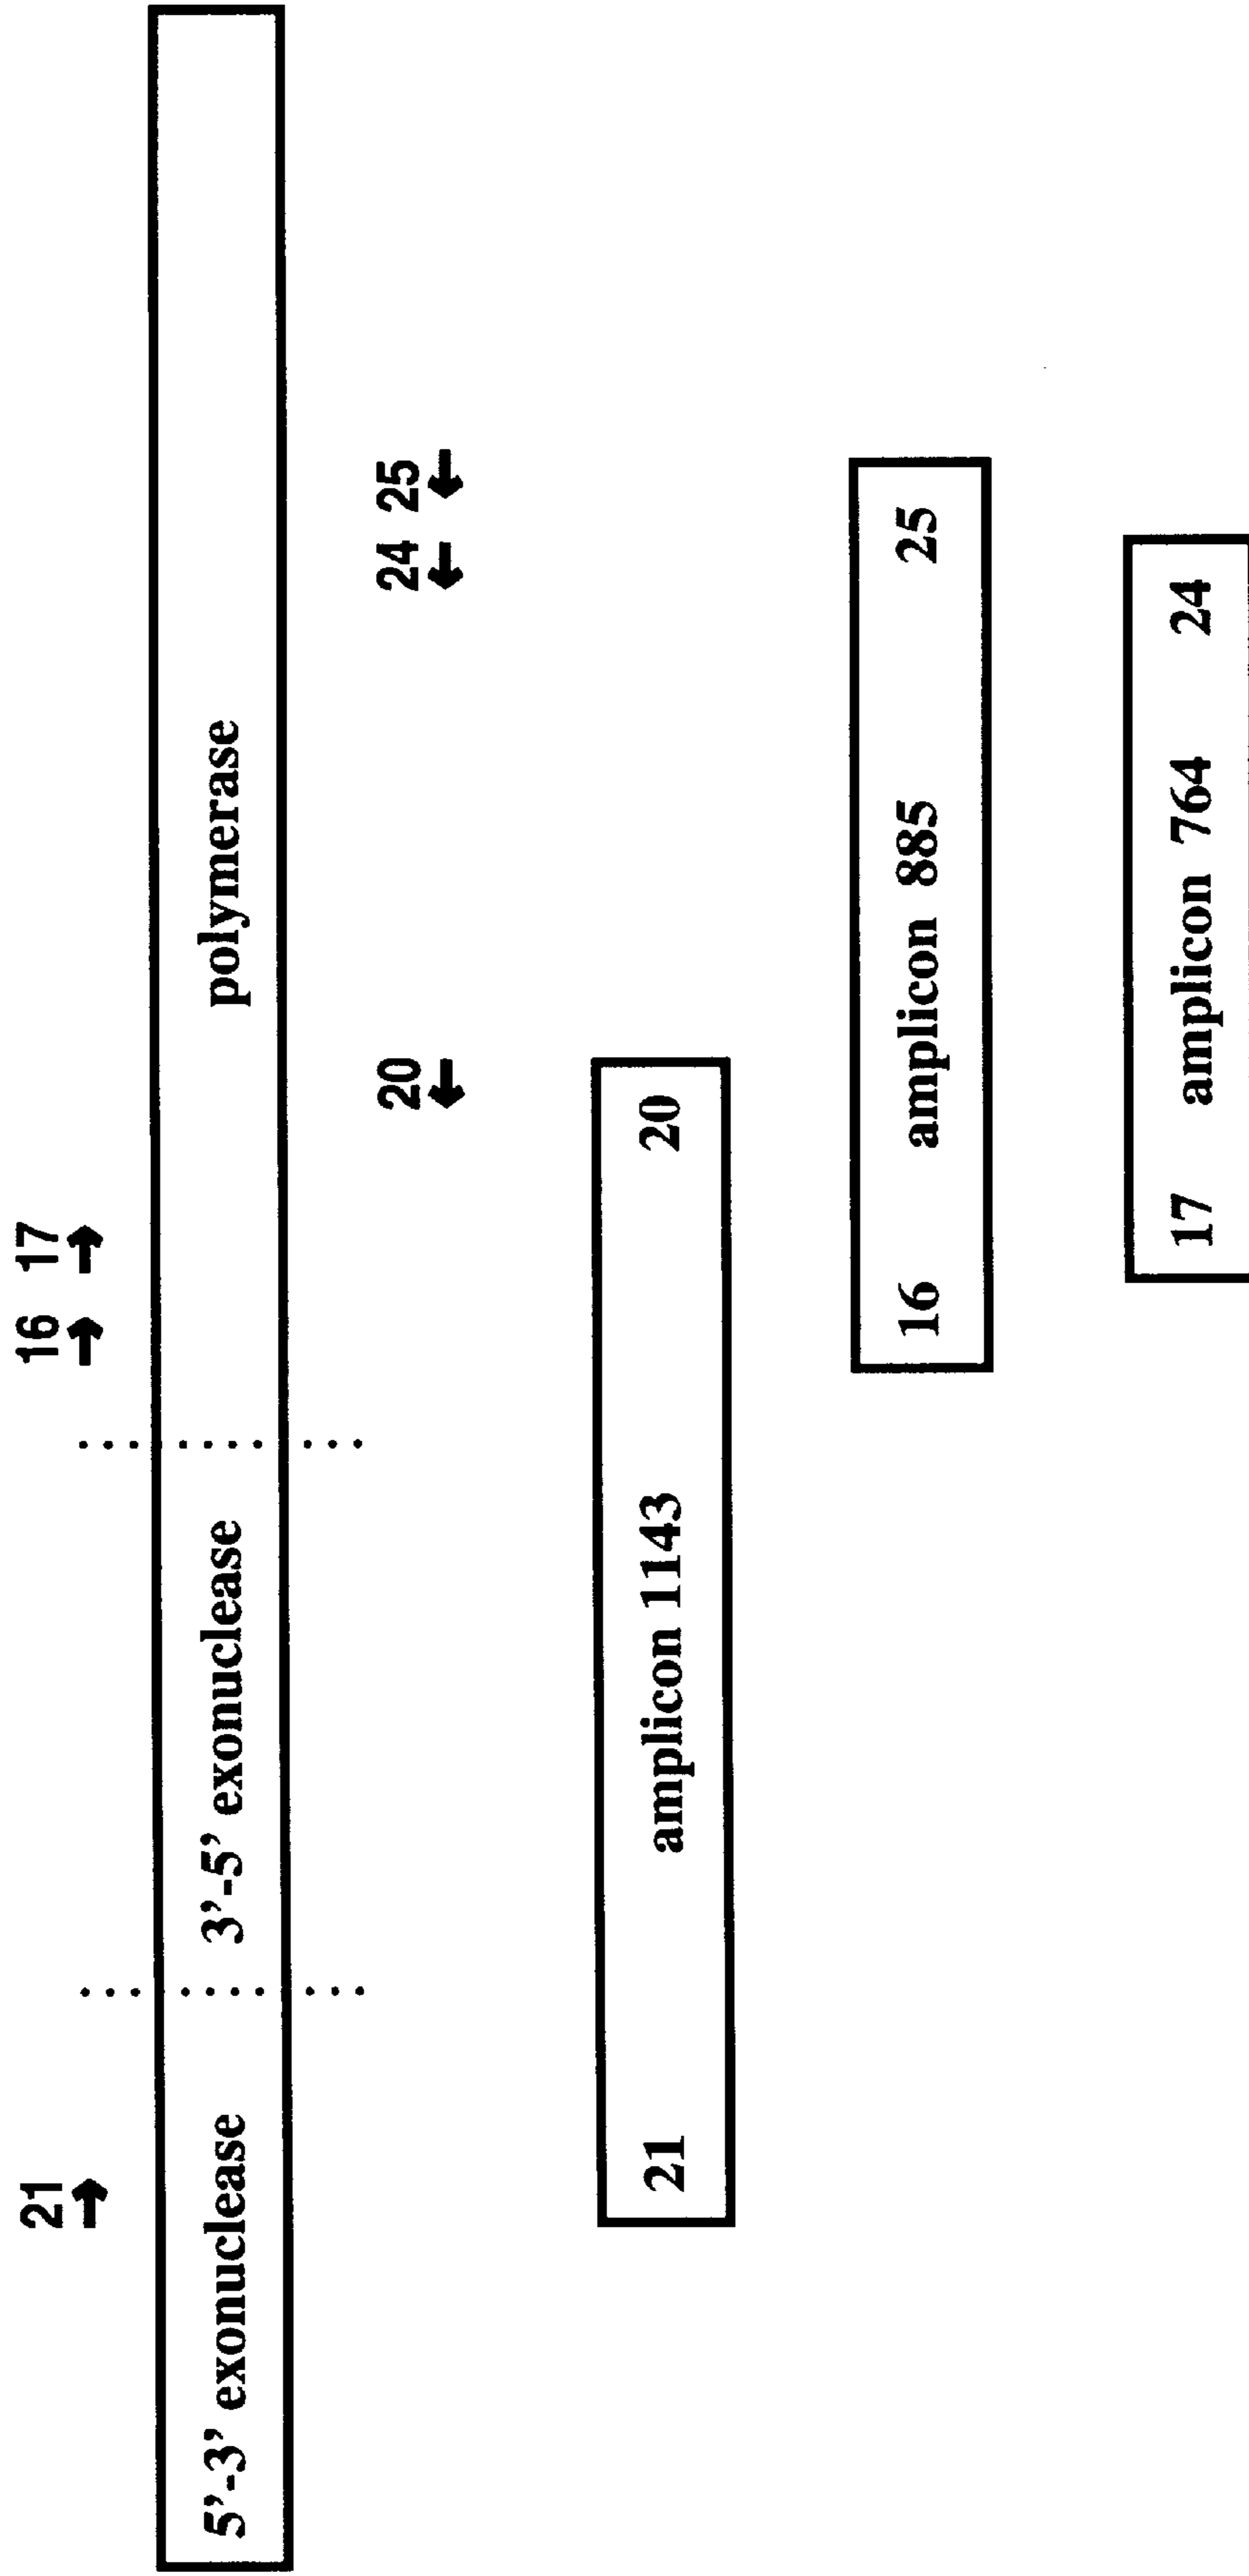 21 16 17
5'-3' exonuclease 3'-5' exonuclease polymerase
20 24 25
21 amplicon 1143 20
16 amplicon 885 25
17 amplicon 764 24